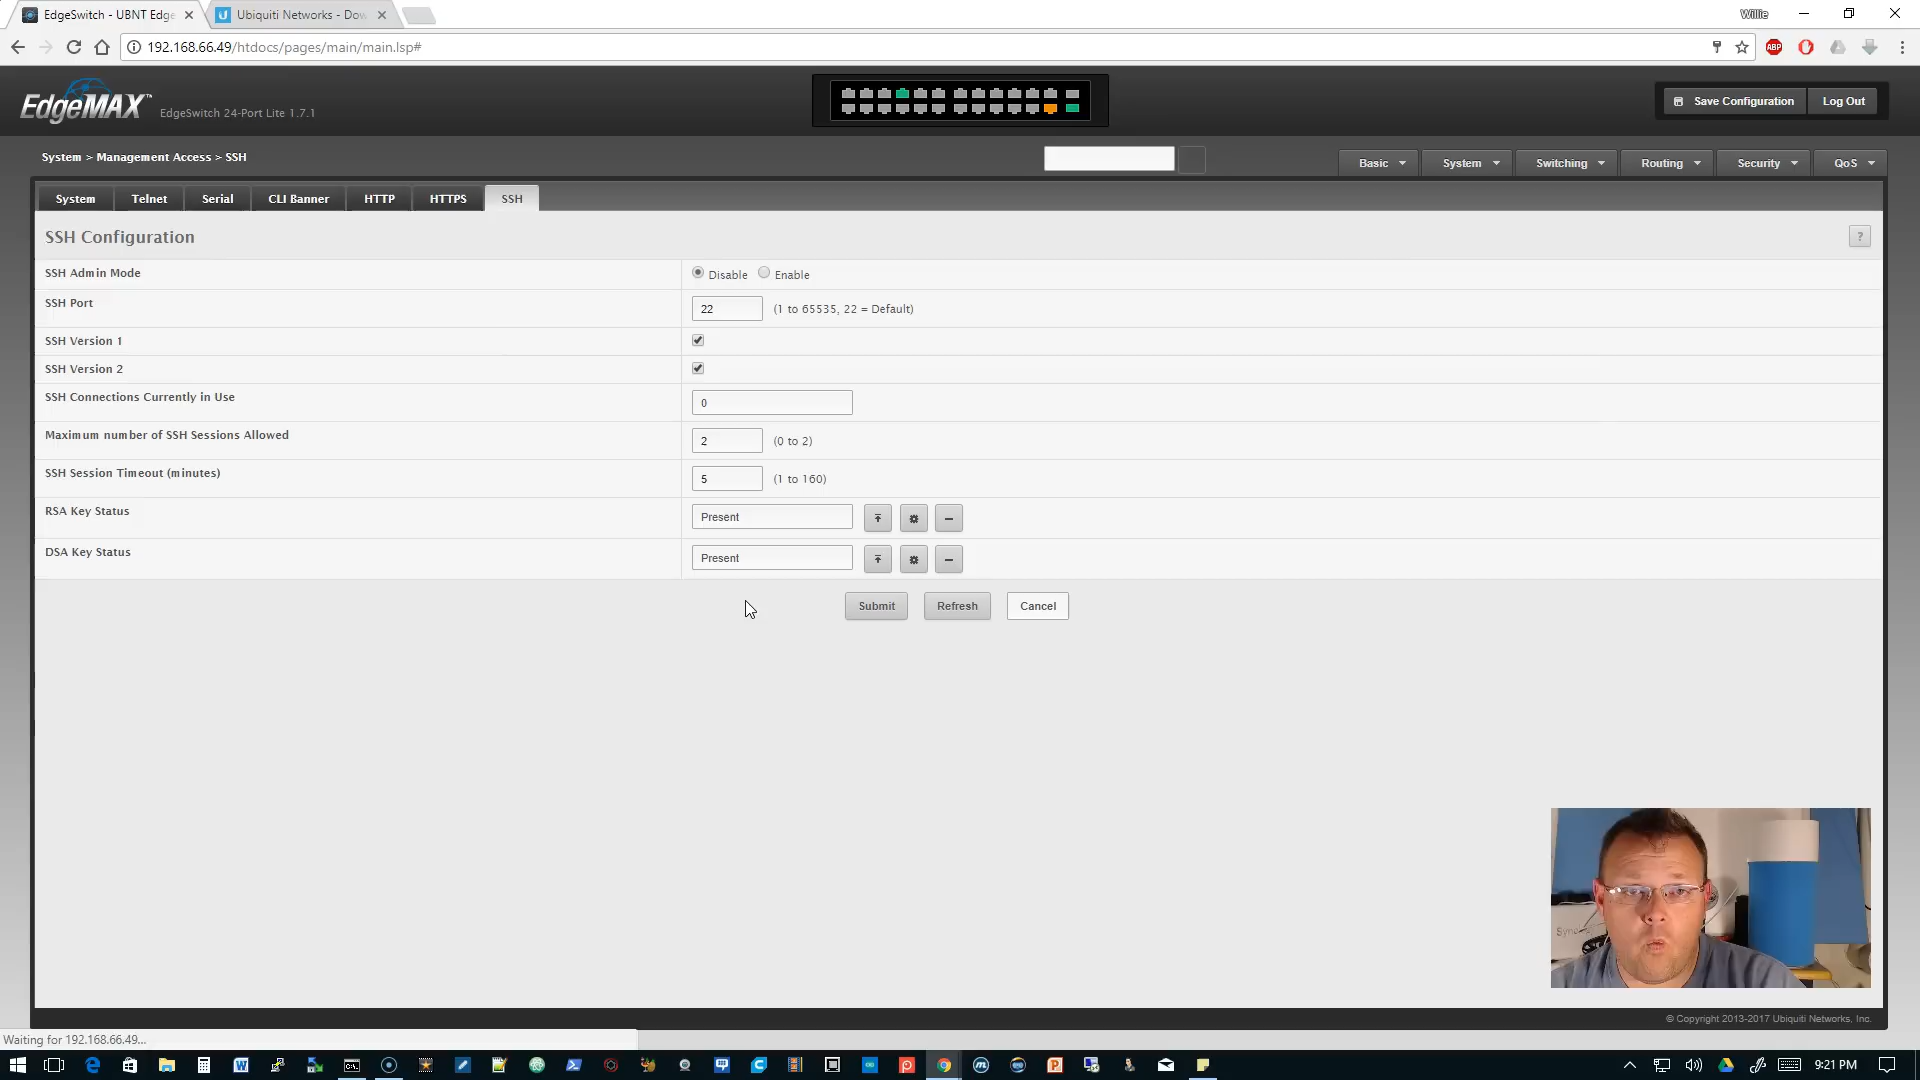 EdgeSwitch - UBNT Edge
Ubiquiti Networks - Dow
Willie
192.168.66.49/htdocs/pages/main/main.lsp#
ABP
EdgeMAX™
EdgeSwitch 24-Port Lite 1.7.1
Save Configuration
Log Out
System > Management Access > SSH
Basic
System
Switching
Routing
Security
QoS
System
Telnet
Serial
CLI Banner
HTTP
HTTPS
SSH
SSH Configuration
?
SSH Admin Mode
Disable
Enable
SSH Port
22
(1 to 65535, 22 = Default)
SSH Version 1
SSH Version 2
SSH Connections Currently in Use
0
Maximum number of SSH Sessions Allowed
2
(0 to 2)
SSH Session Timeout (minutes)
5
(1 to 160)
RSA Key Status
Present
DSA Key Status
Present
Submit
Refresh
Cancel
© Copyright 2013-2017 Ubiquiti Networks, Inc.
Waiting for 192.168.66.49...
9:21 PM